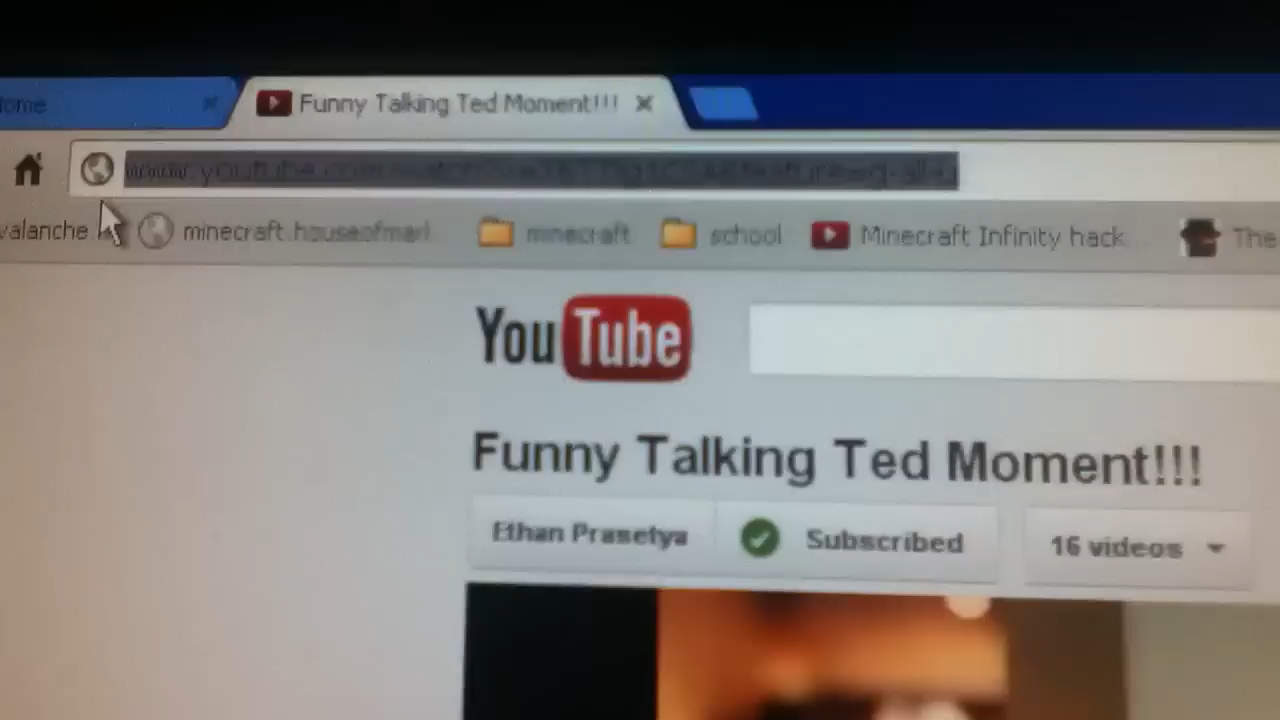 ome
Funny Talking Ted Moment!!!
valanche
minecraft.houseofmarl
minecraft
school
Minecraft Infinity hack...
The
YouTube
Funny Talking Ted Moment!!!
Ethan Prasetya
Subscribed
16 videos